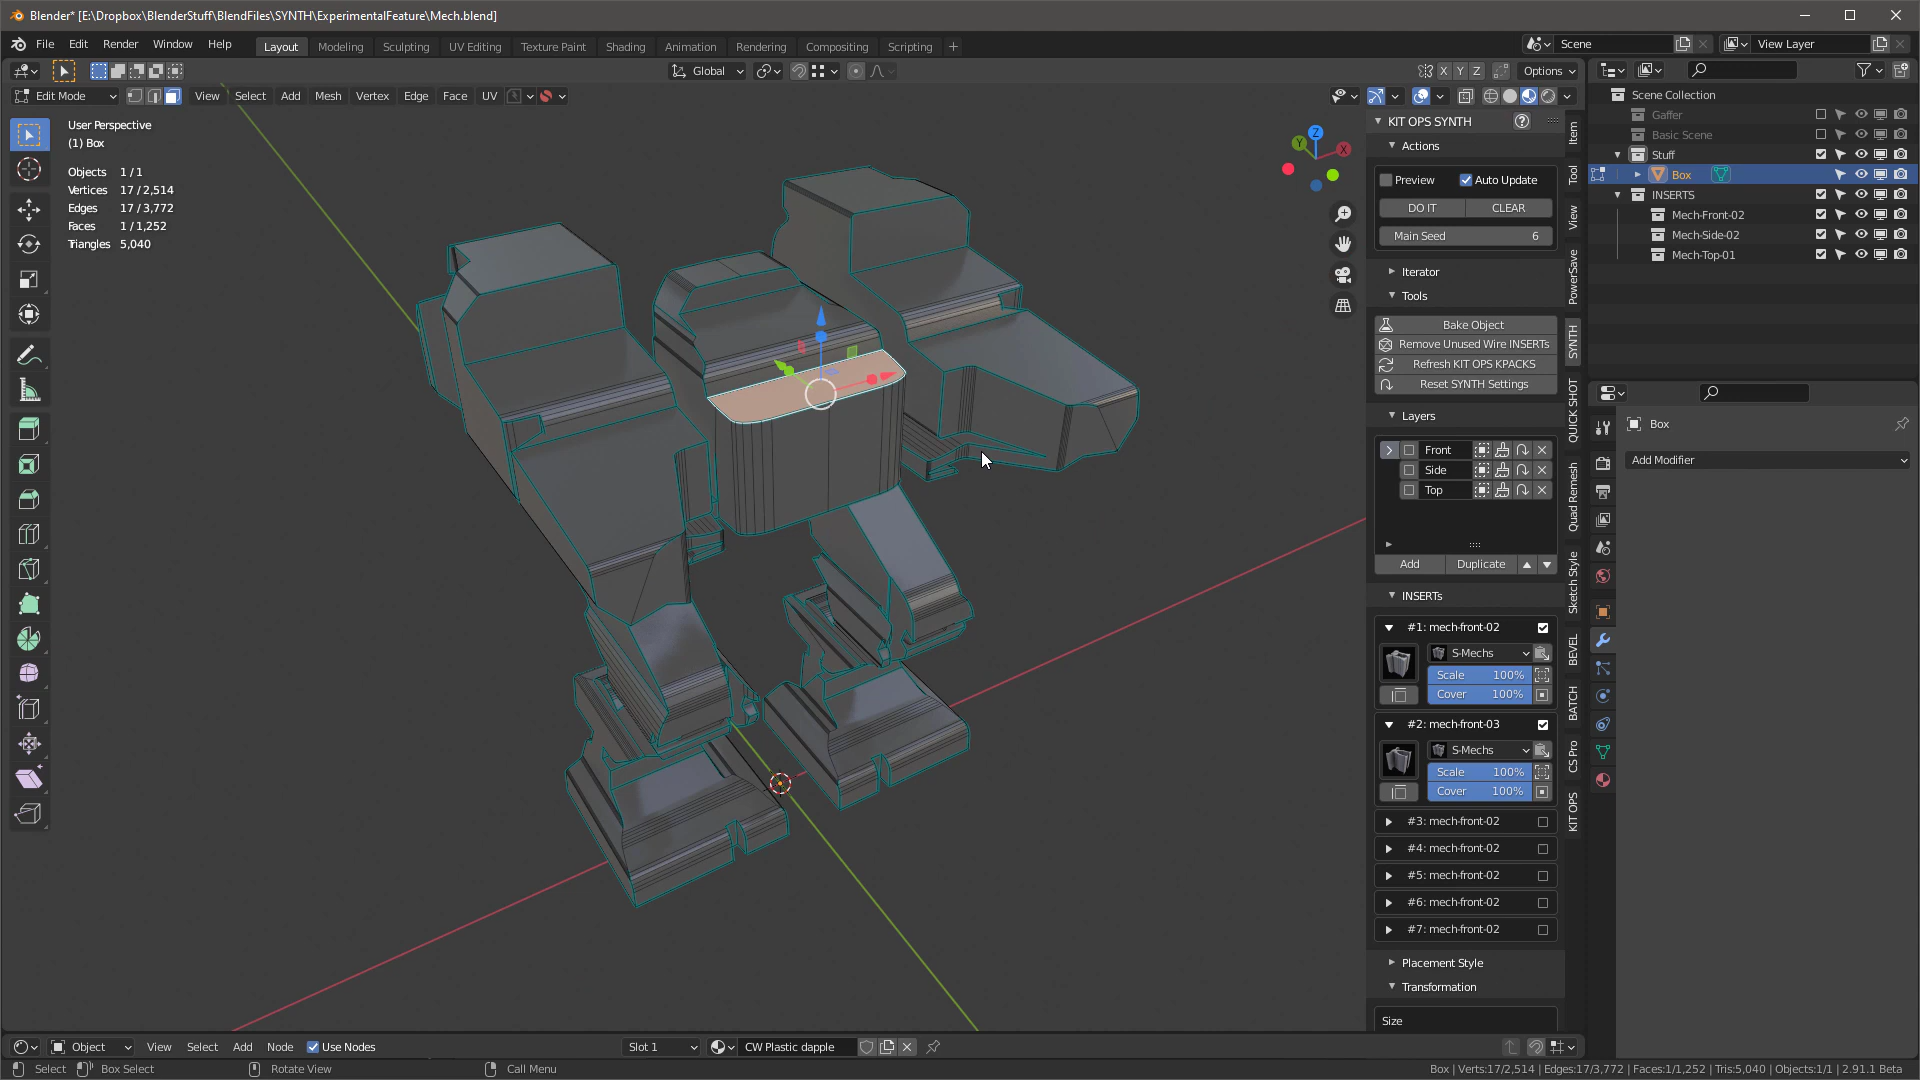 Blender* [E:\Dropbox\BlenderStuff\BlendFiles\SYNTH\ExperimentalFeature\Mech.blend]
File Edit Render Window Help Layout Modeling Sculpting UV Editing Texture Paint Shading Animation Rendering Compositing Scripting + Scene View Layer
Global X Y Z Options
Edit Mode View Select Add Mesh Vertex Edge Face UV
User Perspective
(1) Box
Objects 1 / 1
Vertices 17 / 2,514
Edges 17 / 3,772
Faces 1 / 1,252
Triangles 5,040
Z
Y
X
KIT OPS SYNTH
Actions
Preview Auto Update
DO IT CLEAR
Main Seed 6
Iterator
Tools
Bake Object
Remove Unused Wire INSERTs
Refresh KIT OPS KPACKS
Reset SYNTH Settings
Layers
Front
Side
Top
Add Duplicate
INSERTs
#1: mech-front-02
S-Mechs
Scale 100%
Cover 100%
#2: mech-front-03
S-Mechs
Scale 100%
Cover 100%
#3: mech-front-02
#4: mech-front-02
#5: mech-front-02
#6: mech-front-02
#7: mech-front-02
Placement Style
Transformation
Size
Item
Tool
View
PowerSave
SYNTH
QUICK SHOT
Quad Remesh
Sketch Style
BEVEL
BATCH
CS Pro
KIT OPS
Scene Collection
Gaffer
Basic Scene
Stuff
Box
INSERTS
Mech-Front-02
Mech-Side-02
Mech-Top-01
Box
Add Modifier
Object View Select Add Node Use Nodes Slot 1 CW Plastic dapple
Select Box Select Rotate View Call Menu Box | Verts:17/2,514 | Edges:17/3,772 | Faces:1/1,252 | Tris:5,040 | Objects:1/1 | 2.91.1 Beta